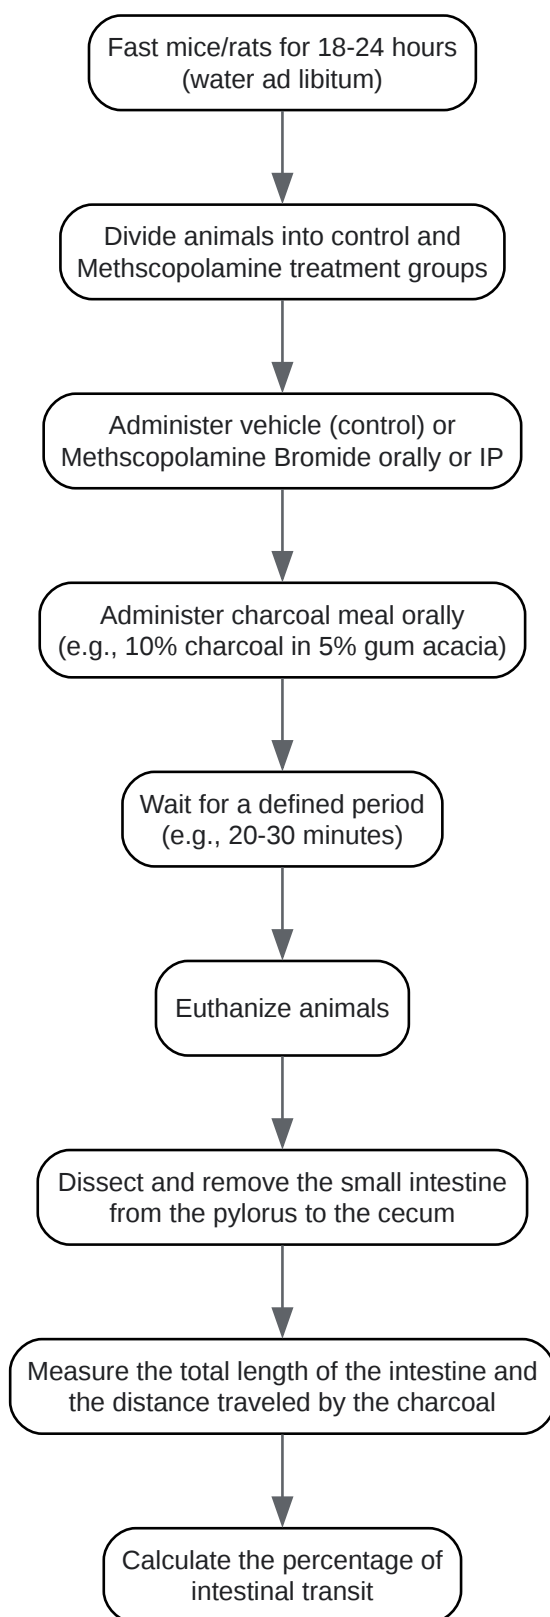 Fast mice/rats for 18-24 hours
(water ad libitum)
Divide animals into control and
Methscopolamine treatment groups
Administer vehicle (control) or
Methscopolamine Bromide orally or IP
Administer charcoal meal orally
(e.g., 10% charcoal in 5% gum acacia)
Wait for a defined period
(e.g., 20-30 minutes)
Euthanize animals
Dissect and remove the small intestine
from the pylorus to the cecum
Measure the total length of the intestine and
the distance traveled by the charcoal
Calculate the percentage of
intestinal transit